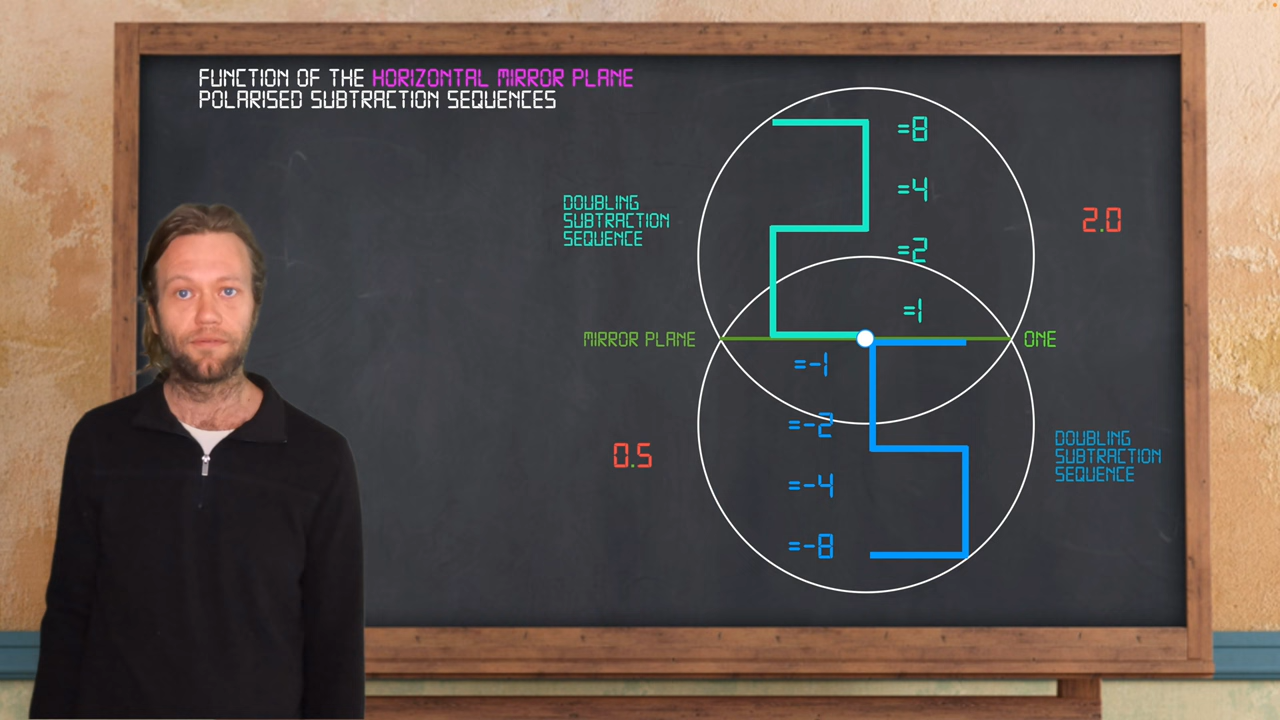 FUNCTION OF THE HORIZONTAL MIRROR PLANE
POLARISED SUBTRACTION SEQUENCES
=8
=4
DOUBLING
SUBTRACTION
SEQUENCE
2.0
=2
=1
MIRROR PLANE
ONE
=-1
=-2
0.5
DOUBLING
SUBTRACTION
SEQUENCE
=-4
=-8